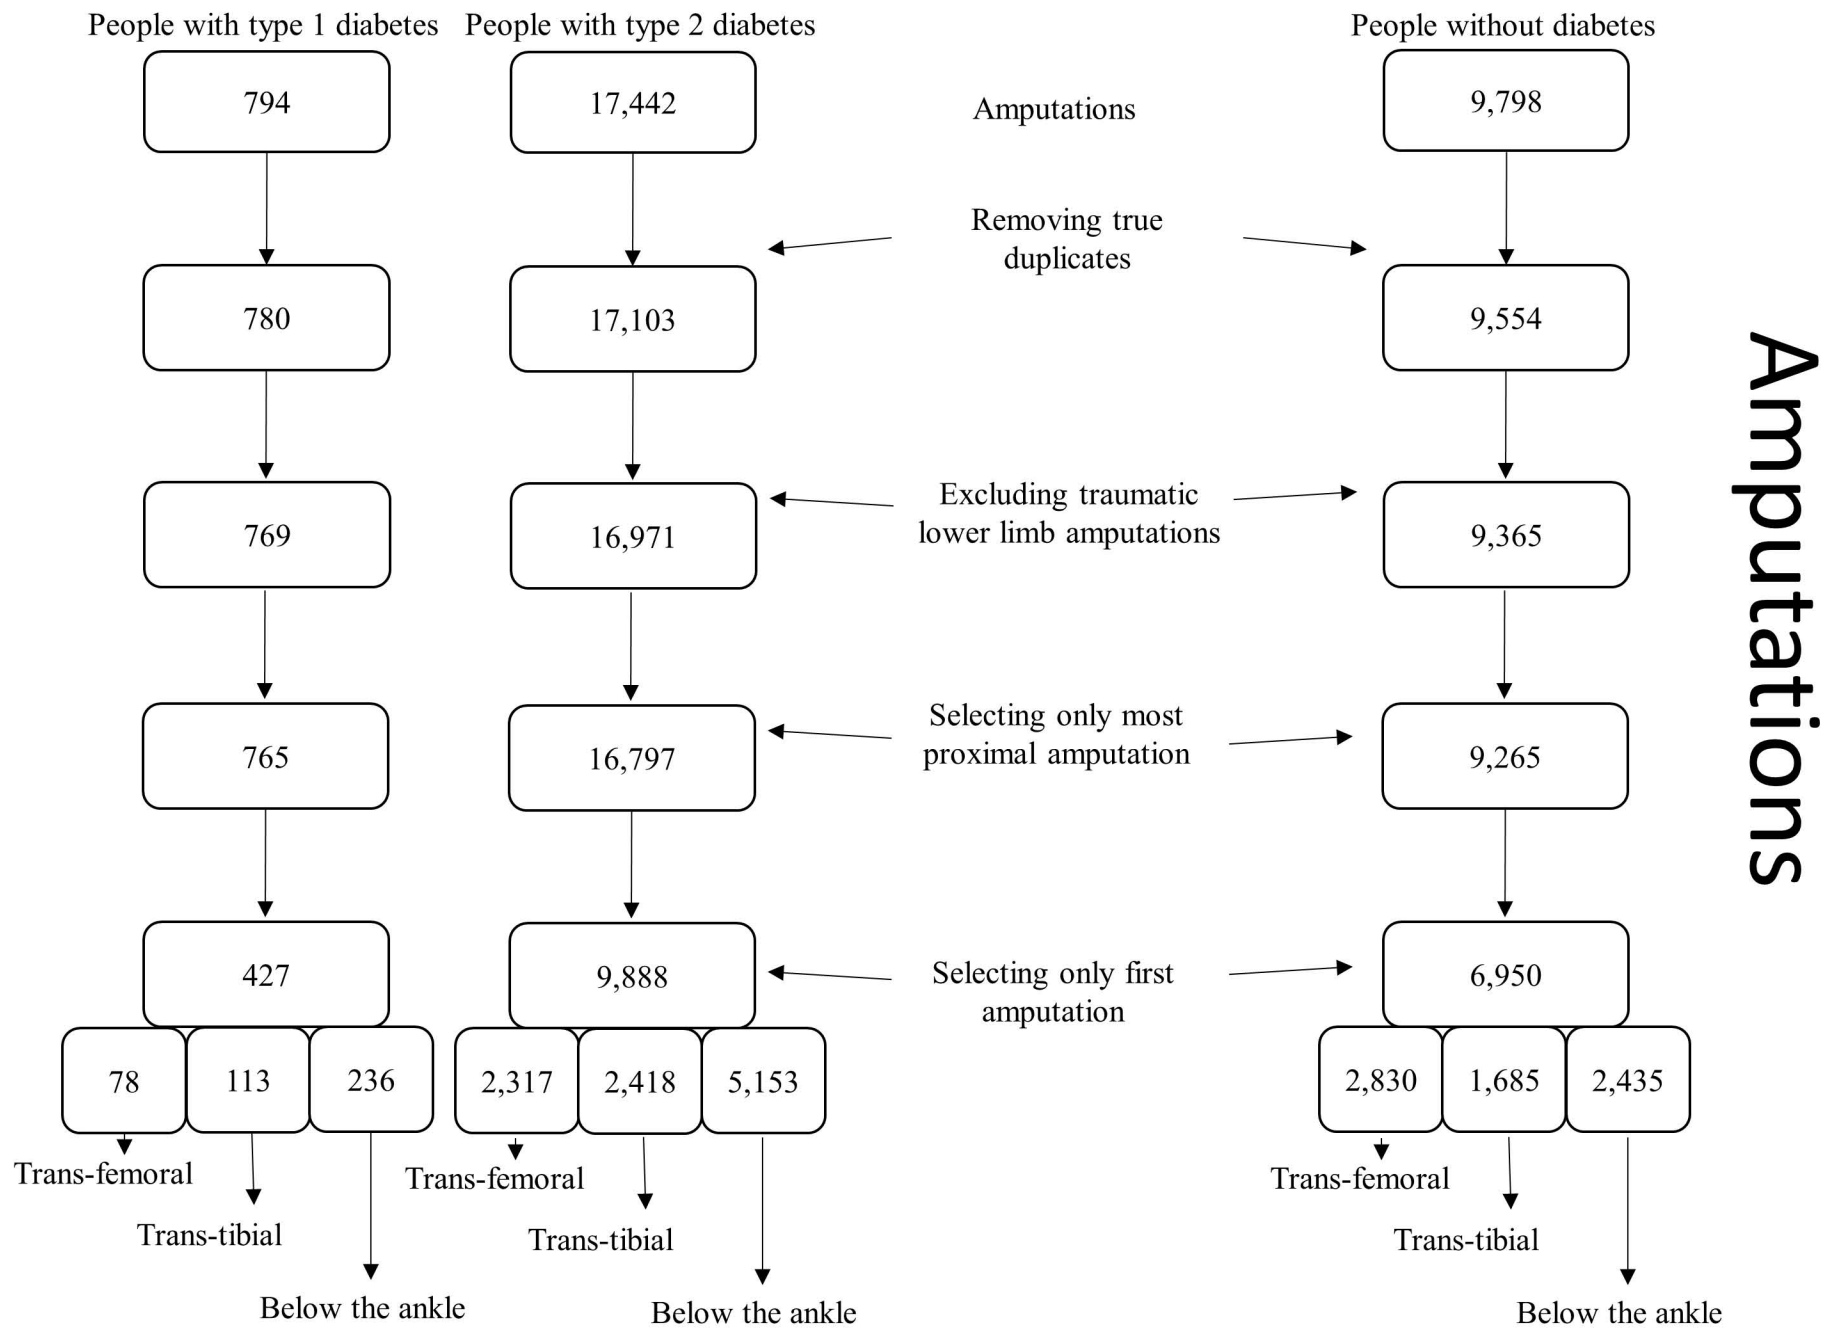 People with type 1 diabetes
People with type 2 diabetes
People without diabetes
794
17,442
Amputations
9,798
Removing true
duplicates
780
17,103
9,554
Excluding traumatic
lower limb amputations
769
16,971
9,365
Selecting only most
proximal amputation
765
16,797
9,265
427
9,888
Selecting only first
amputation
6,950
78
113
236
2,317
2,418
5,153
2,830
1,685
2,435
Trans-femoral
Trans-femoral
Trans-femoral
Trans-tibial
Trans-tibial
Trans-tibial
Below the ankle
Below the ankle
Below the ankle
Amputations